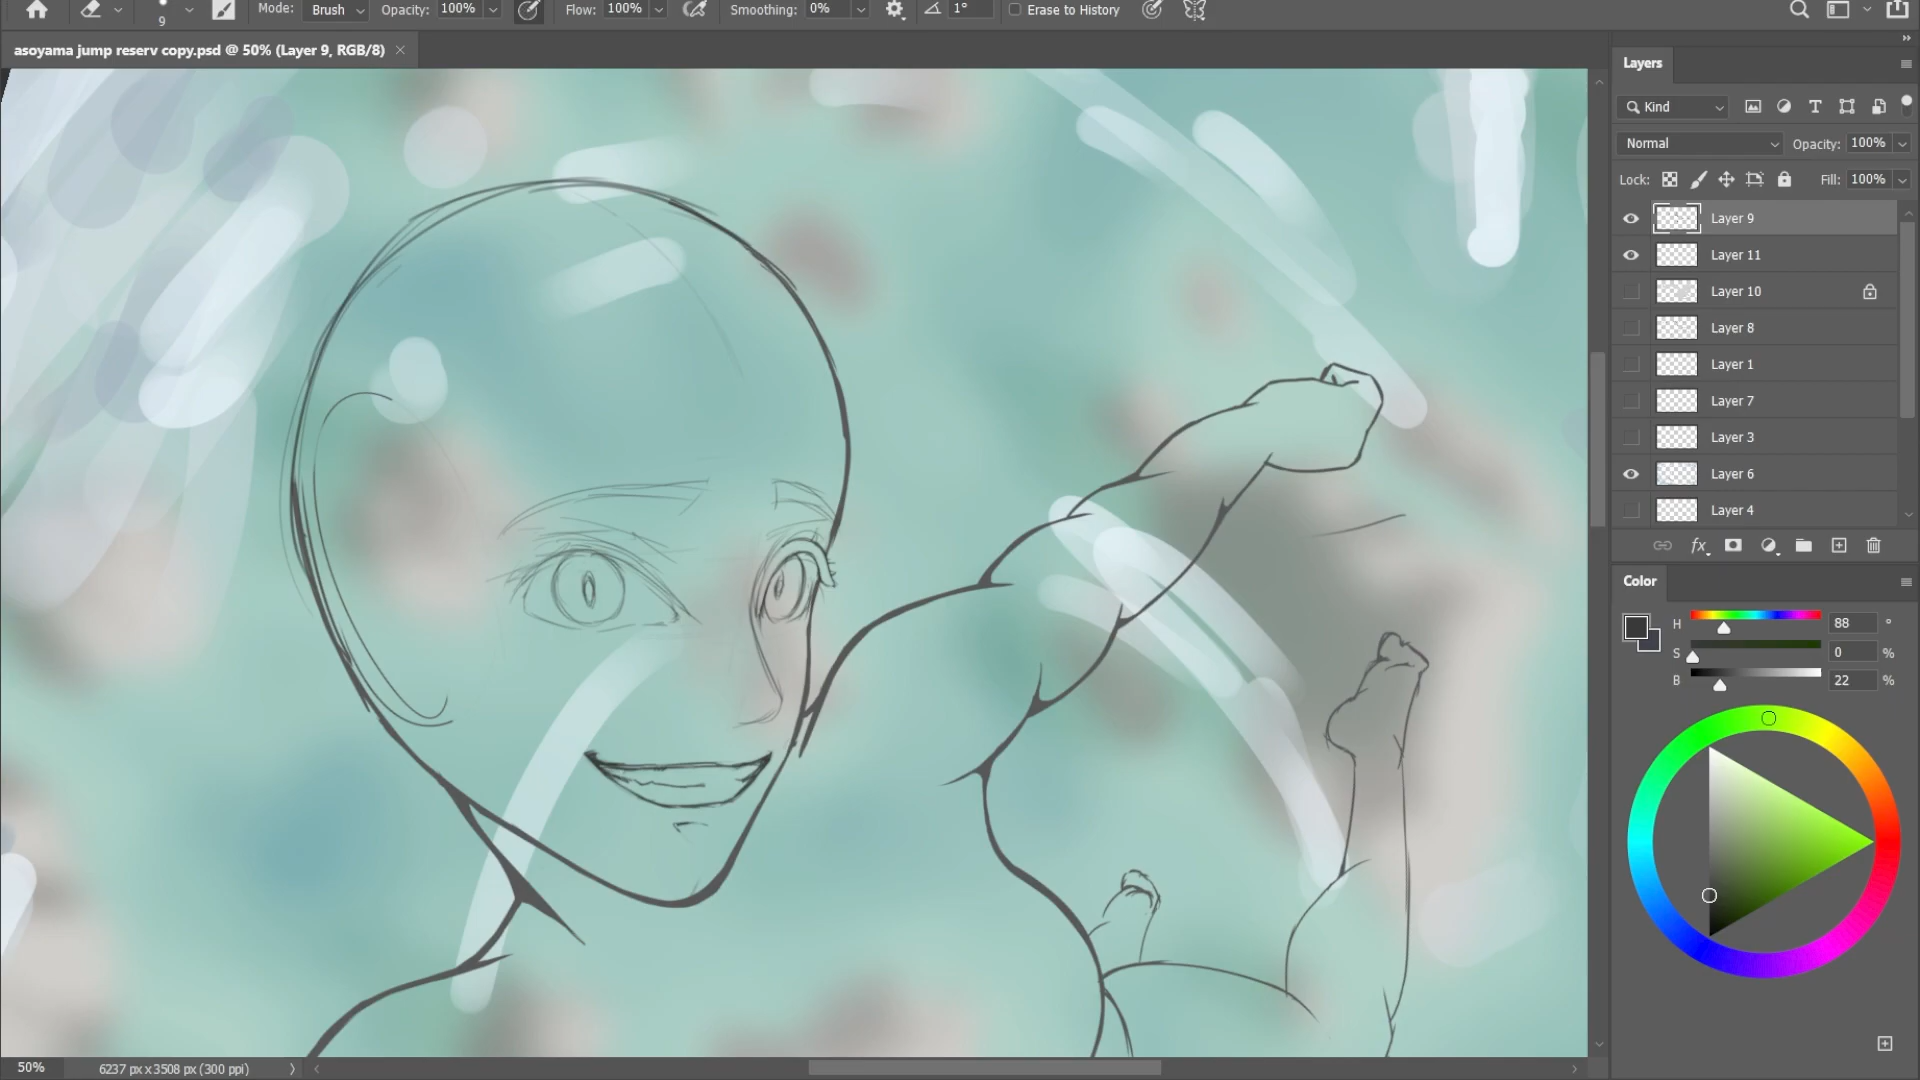 9
Mode: Brush Opacity: 100% Flow: 100% Smoothing: 0% 1° Erase to History
asoyama jump reserv copy.psd @ 50% (Layer 9, RGB/8)
Layers
Kind
Normal Opacity: 100%
Lock: Fill: 100%
Layer 9
Layer 11
Layer 10
Layer 8
Layer 1
Layer 7
Layer 3
Layer 6
Layer 4
fx
Color
H 88 °
S 0 %
B 22 %
50% 6237 px x 3508 px (300 ppi)